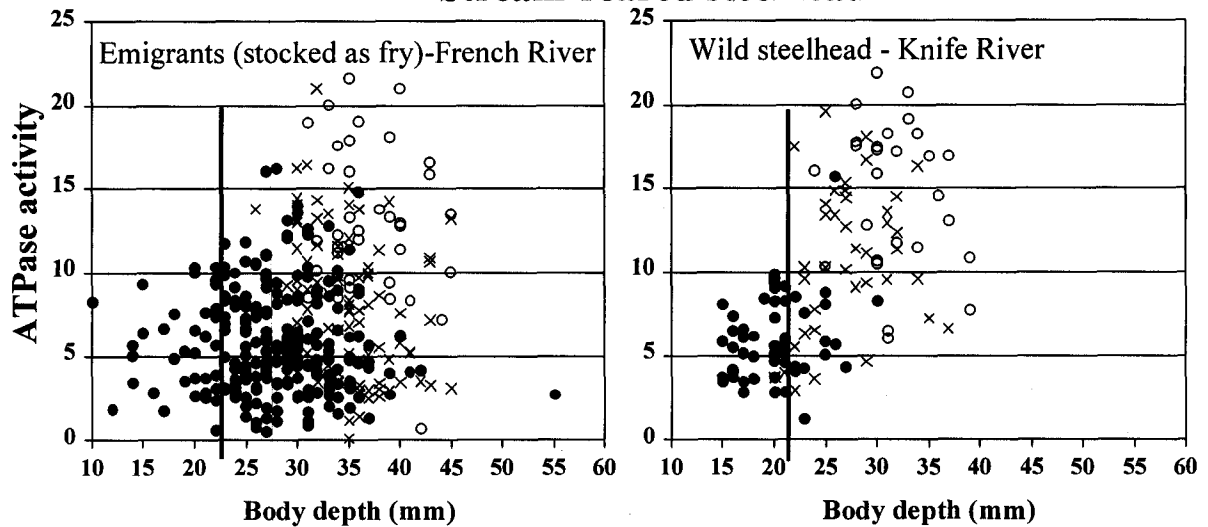 Emigrants (stocked as fry)-French River
ATPase activity
25
20
15
10
5
0
10 15 20 25 30 35 40 45 50 55 60
Body depth (mm)
Wild steelhead - Knife River
25
20
15
10
5
0
10 15 20 25 30 35 40 45 50 55 60
Body depth (mm)